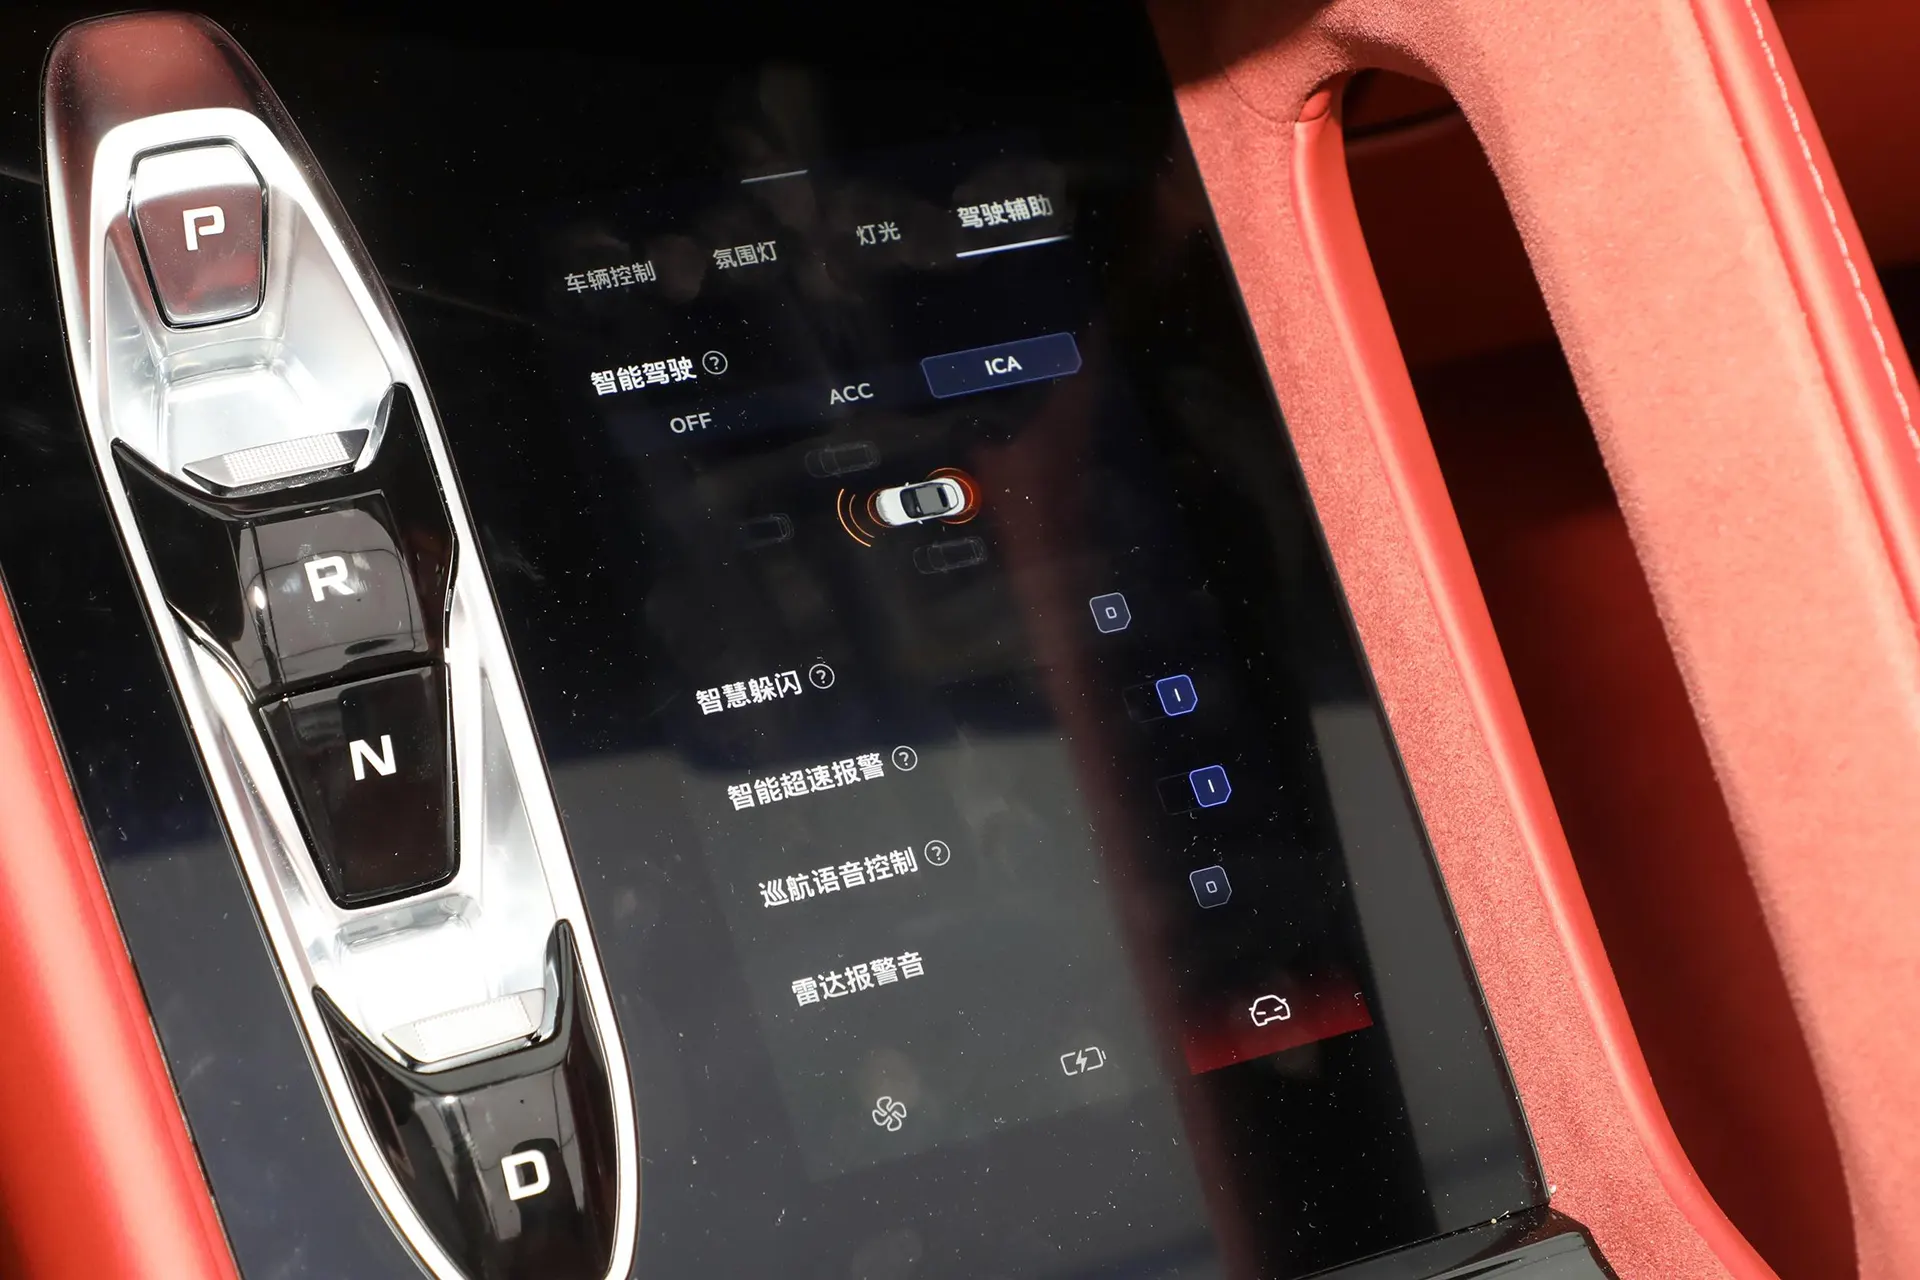 P
R
N
D
车辆控制 氛围灯 灯光 驾驶辅助
智能驾驶 ?
OFF ACC ICA
智慧躲闪 ?
智能超速报警 ?
巡航语音控制 ?
雷达报警音